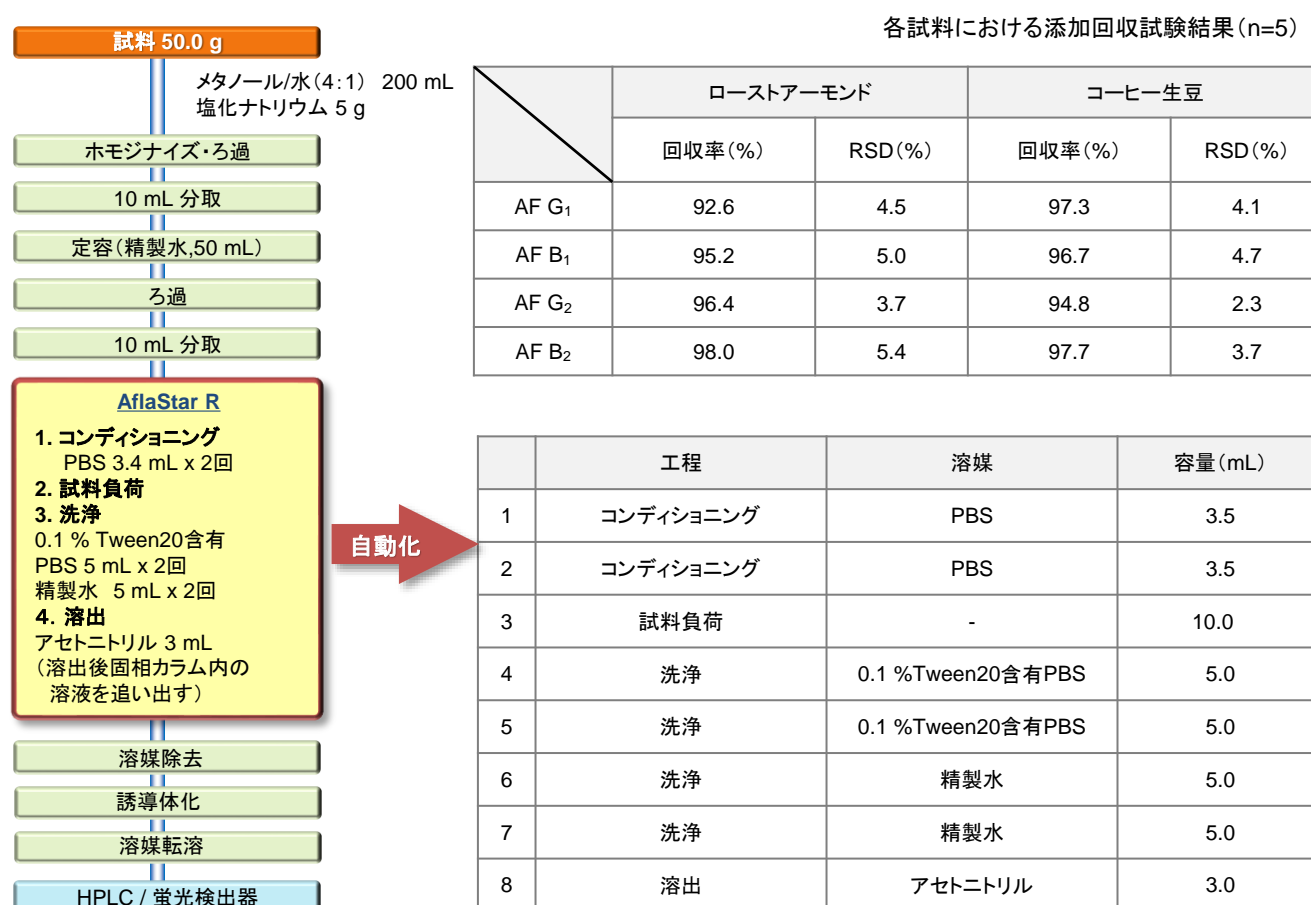 試料 50.0 g
メタノール/水(4:1) 200 mL
塩化ナトリウム 5 g
ホモジナイズ・ろ過
10 mL 分取
定容(精製水,50 mL)
ろ過
10 mL 分取
AflaStar R
1. コンディショニング
PBS 3.4 mL x 2回
2. 試料負荷
3. 洗浄
0.1 % Tween20含有
PBS 5 mL x 2回
精製水 5 mL x 2回
4. 溶出
アセトニトリル 3 mL
(溶出後固相カラム内の
溶液を追い出す)
溶媒除去
誘導体化
溶媒転溶
HPLC / 蛍光検出器
自動化
各試料における添加回収試験結果(n=5)
ローストアーモンド コーヒー生豆
回収率(%) RSD(%) 回収率(%) RSD(%)
AF G₁ 92.6 4.5 97.3 4.1
AF B₁ 95.2 5.0 96.7 4.7
AF G₂ 96.4 3.7 94.8 2.3
AF B₂ 98.0 5.4 97.7 3.7
工程 溶媒 容量(mL)
1 コンディショニング PBS 3.5
2 コンディショニング PBS 3.5
3 試料負荷 - 10.0
4 洗浄 0.1 %Tween20含有PBS 5.0
5 洗浄 0.1 %Tween20含有PBS 5.0
6 洗浄 精製水 5.0
7 洗浄 精製水 5.0
8 溶出 アセトニトリル 3.0